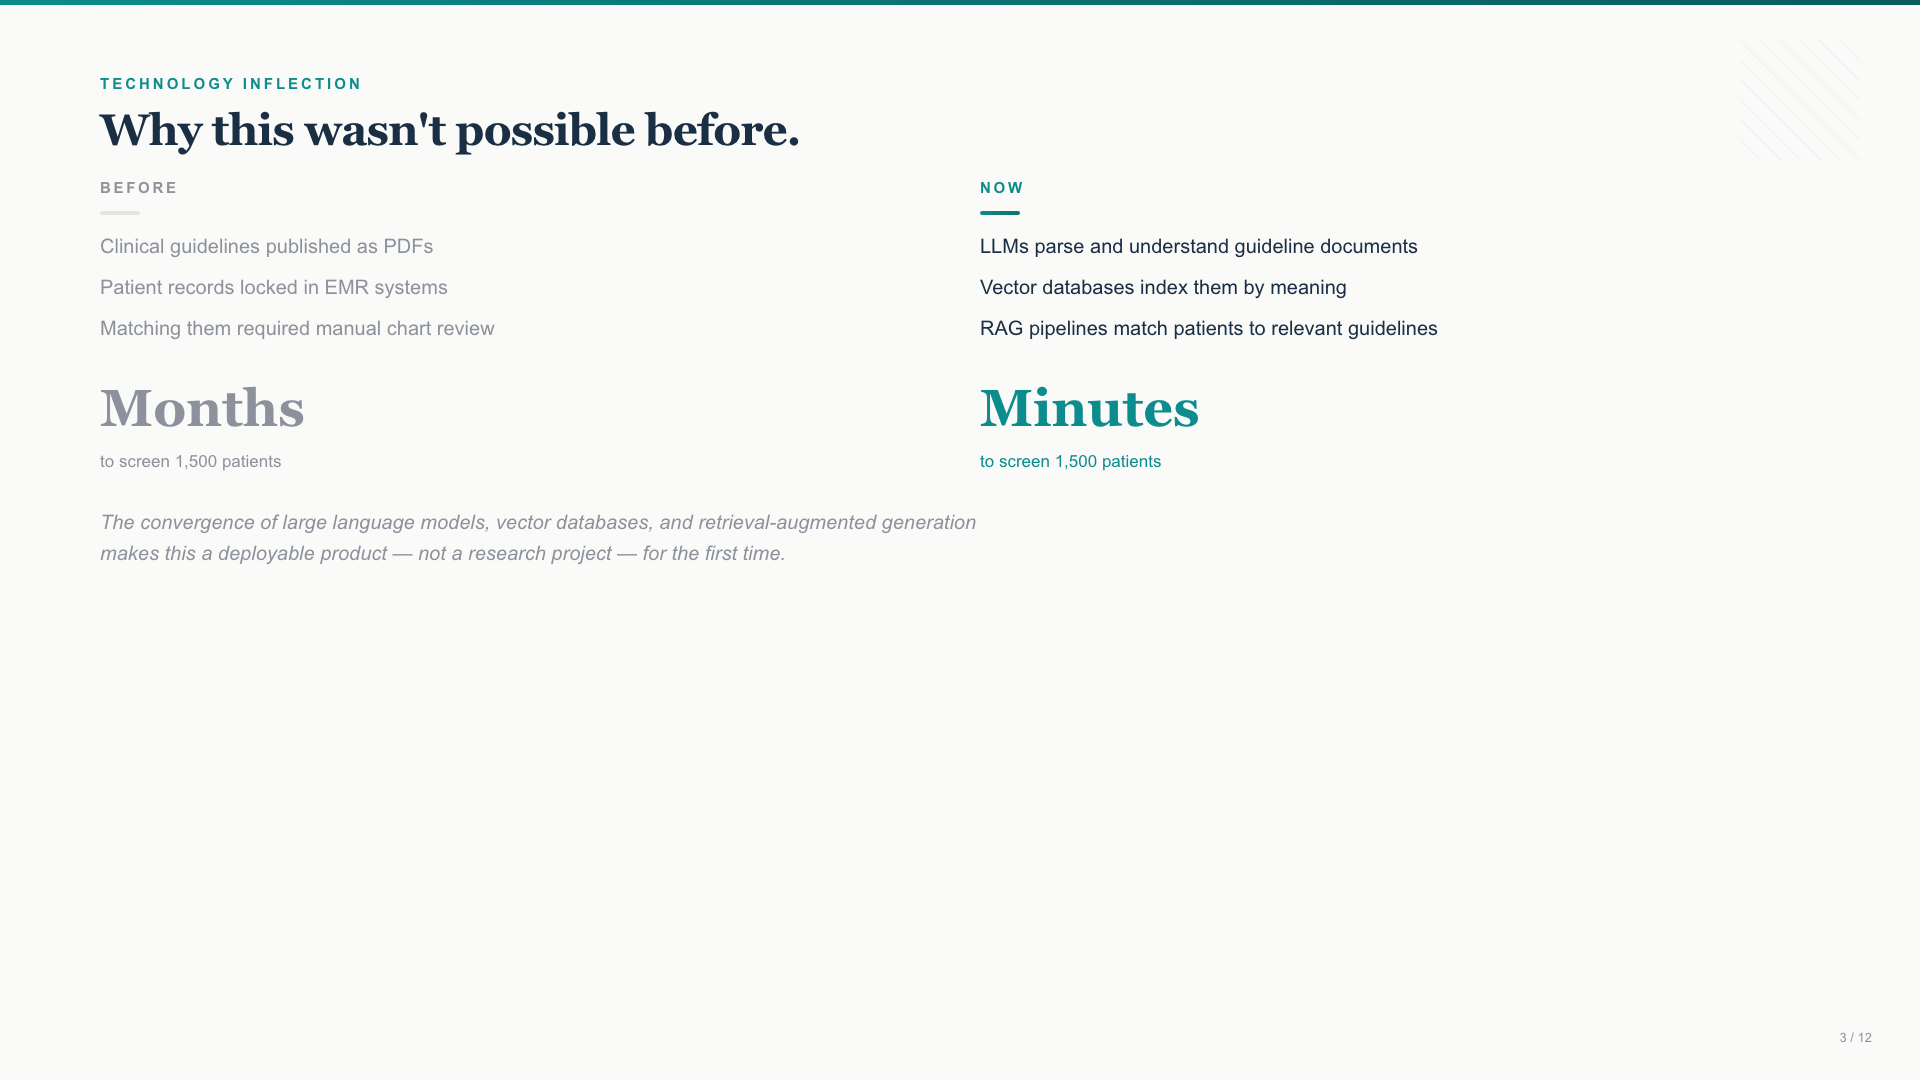 TECHNOLOGY INFLECTION
Why this wasn't possible before.
BEFORE
Clinical guidelines published as PDFs
Patient records locked in EMR systems
Matching them required manual chart review
Months
to screen 1,500 patients
NOW
LLMs parse and understand guideline documents
Vector databases index them by meaning
RAG pipelines match patients to relevant guidelines
Minutes
to screen 1,500 patients
The convergence of large language models, vector databases, and retrieval-augmented generation
makes this a deployable product — not a research project — for the first time.
3 / 12